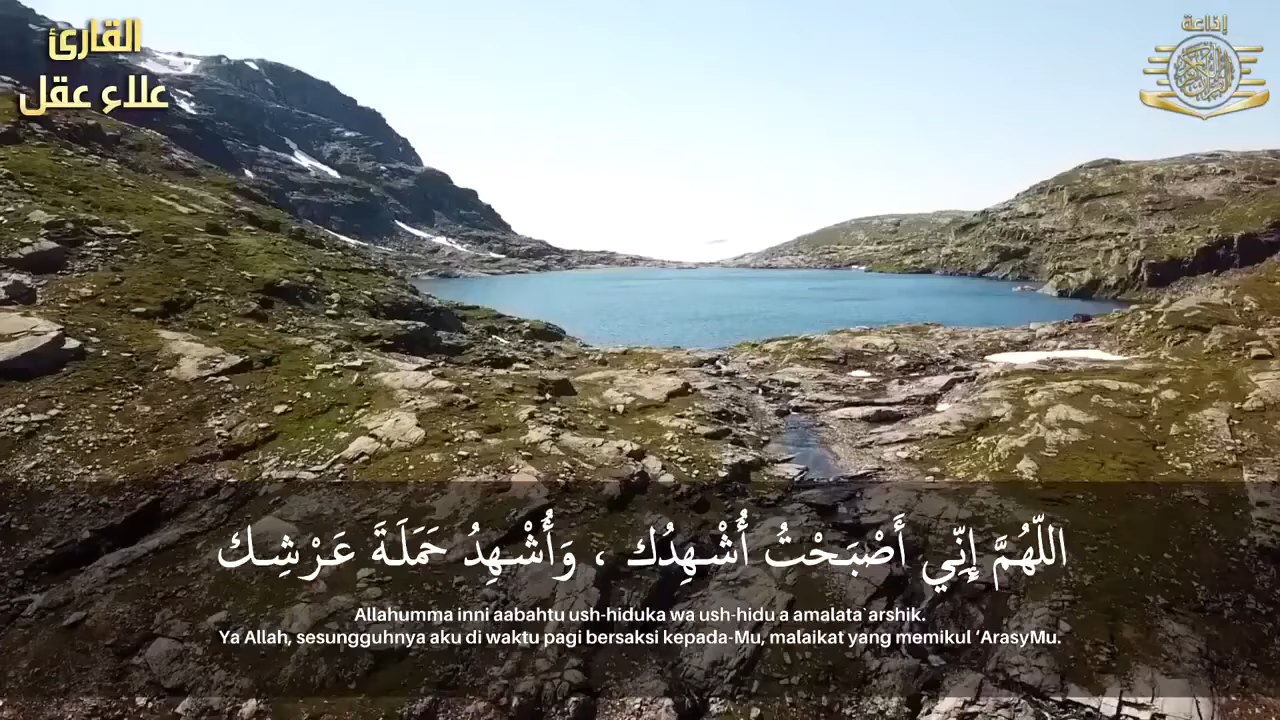 القارئ
علاء عقل
إذاعة
اللّهُمَّ إِنِّي أَصْبَحْتُ أُشْهِدُك ، وَأُشْهِدُ حَمَلَةَ عَرْشِك
Allahumma inni aabahtu ush-hiduka wa ush-hidu a amalata`arshik.
Ya Allah, sesungguhnya aku di waktu pagi bersaksi kepada-Mu, malaikat yang memikul ‘ArasyMu.